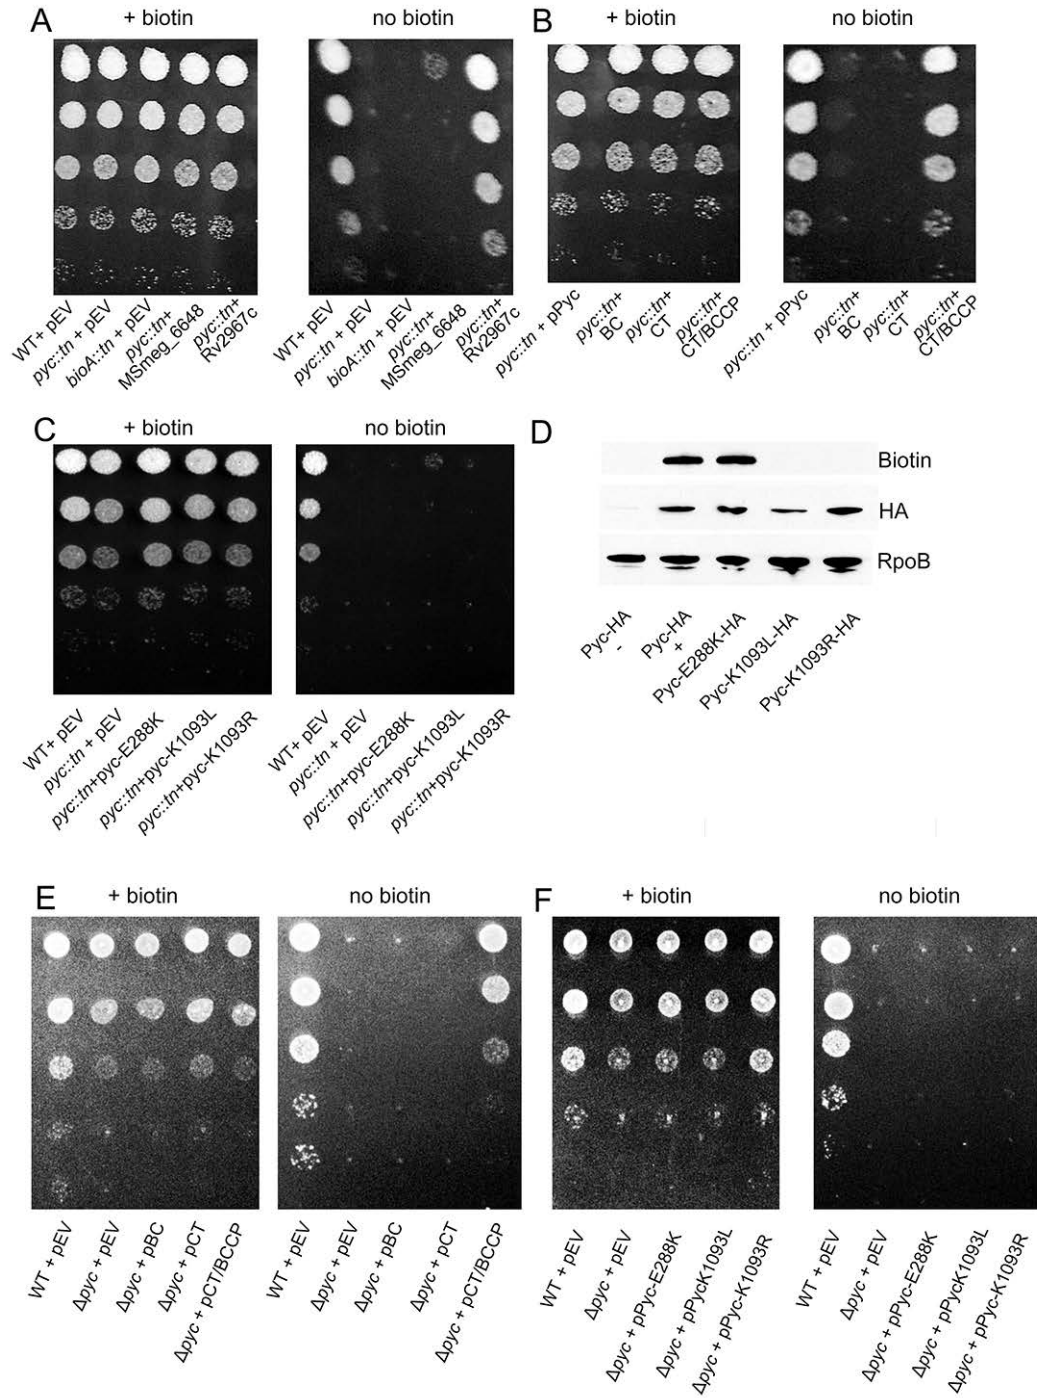 A
+ biotin
no biotin
WT+ pEV
pyc::tn + pEV
bioA::tn + pEV
pyc::tn+
MSmeg_6648
pyc::tn+
Rv2967c
WT+ pEV
pyc::tn + pEV
bioA::tn + pEV
pyc::tn+
MSmeg_6648
pyc::tn+
Rv2967c
B
+ biotin
no biotin
pyc::tn + pPyc
pyc::tn+
BC
pyc::tn+
CT
pyc::tn+
CT/BCCP
pyc::tn + pPyc
pyc::tn+
BC
pyc::tn+
CT
pyc::tn+
CT/BCCP
C
+ biotin
no biotin
WT+ pEV
pyc::tn + pEV
pyc::tn+pyc-E288K
pyc::tn+pyc-K1093L
pyc::tn+pyc-K1093R
WT+ pEV
pyc::tn + pEV
pyc::tn+pyc-E288K
pyc::tn+pyc-K1093L
pyc::tn+pyc-K1093R
D
Biotin
HA
RpoB
Pyc-HA
-
Pyc-HA
+
Pyc-E288K-HA
Pyc-K1093L-HA
Pyc-K1093R-HA
E
+ biotin
no biotin
WT + pEV
Δpyc + pEV
Δpyc + pBC
Δpyc + pCT
Δpyc + pCT/BCCP
WT + pEV
Δpyc + pEV
Δpyc + pBC
Δpyc + pCT
Δpyc + pCT/BCCP
F
+ biotin
no biotin
WT + pEV
Δpyc + pEV
Δpyc + pPyc-E288K
Δpyc + pPycK1093L
Δpyc + pPyc-K1093R
WT + pEV
Δpyc + pEV
Δpyc + pPyc-E288K
Δpyc + pPycK1093L
Δpyc + pPyc-K1093R